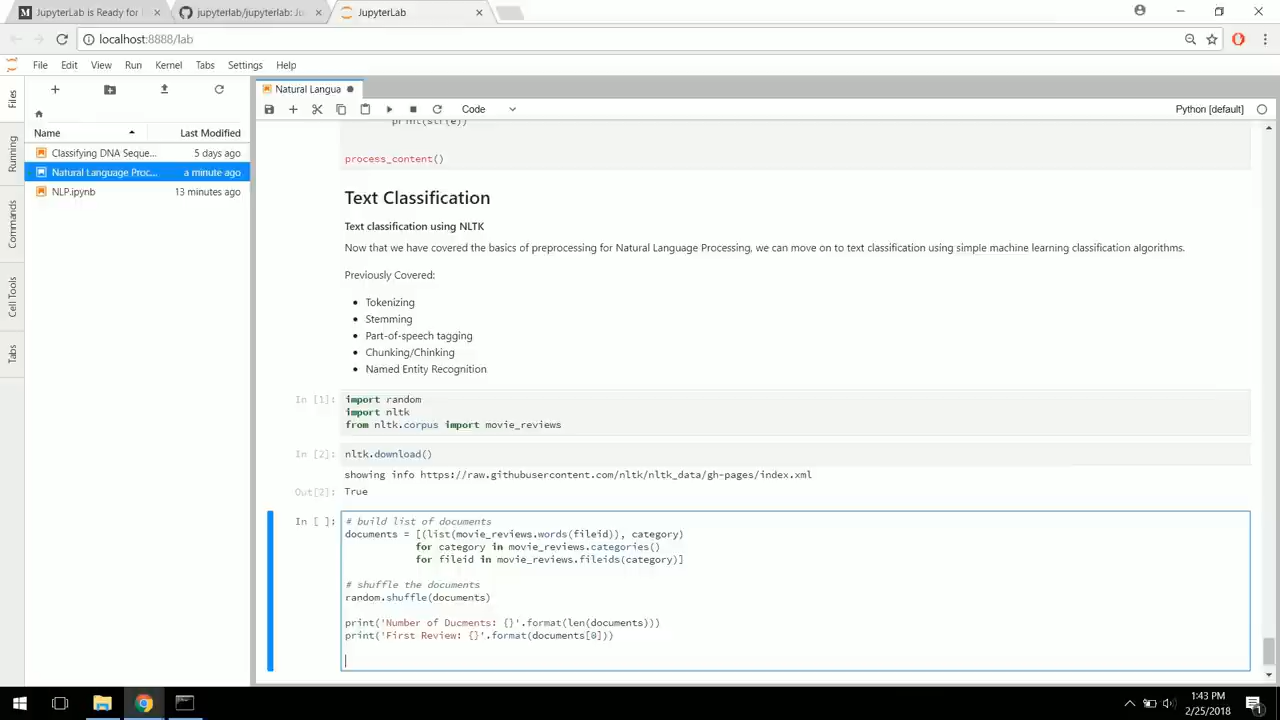 JupyterLab is Ready for
jupyterlab/jupyterlab: Ju
JupyterLab
localhost:8888/lab
File Edit View Run Kernel Tabs Settings Help
Files
Running
Commands
Cell Tools
Tabs
Name Last Modified
Classifying DNA Seque... 5 days ago
Natural Language Proc... a minute ago
NLP.ipynb 13 minutes ago
Natural Langua
Code Python [default]
print(str(e))
process_content()
Text Classification
Text classification using NLTK
Now that we have covered the basics of preprocessing for Natural Language Processing, we can move on to text classification using simple machine learning classification algorithms.
Previously Covered:
• Tokenizing
• Stemming
• Part-of-speech tagging
• Chunking/Chinking
• Named Entity Recognition
In [1]: import random
import nltk
from nltk.corpus import movie_reviews
In [2]: nltk.download()
showing info https://raw.githubusercontent.com/nltk/nltk_data/gh-pages/index.xml
Out[2]: True
In [ ]: # build list of documents
documents = [(list(movie_reviews.words(fileid)), category)
for category in movie_reviews.categories()
for fileid in movie_reviews.fileids(category)]
# shuffle the documents
random.shuffle(documents)
print('Number of Ducments: {}'.format(len(documents)))
print('First Review: {}'.format(documents[0]))
1:43 PM
2/25/2018
1